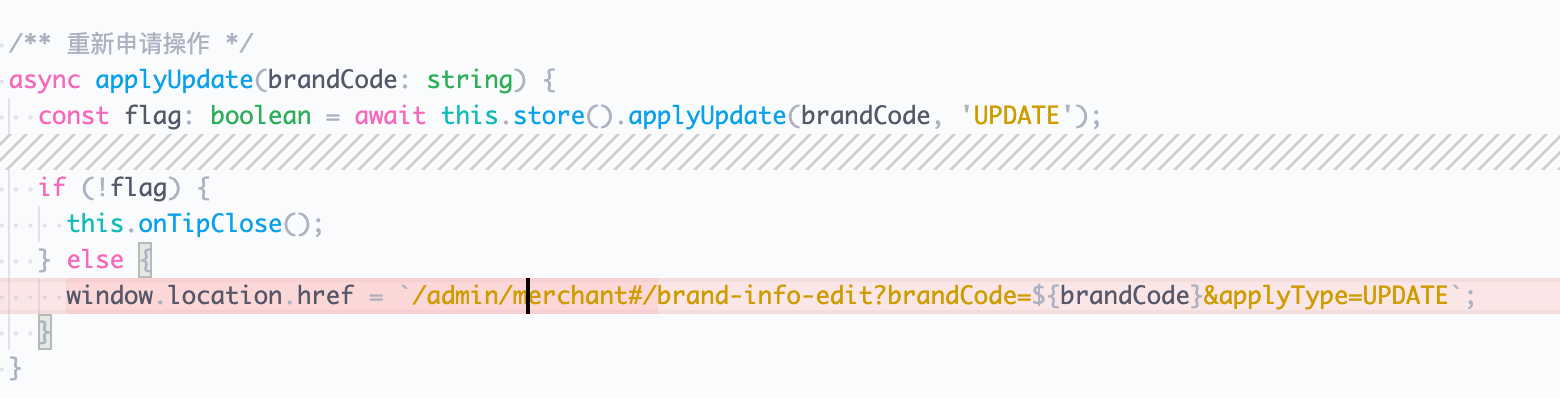 /** 重新申请操作 */
async applyUpdate(brandCode: string) {
const flag: boolean = await this.store().applyUpdate(brandCode, 'UPDATE');
if (!flag) {
this.onTipClose();
} else {
window.location.href = `/admin/merchant#/brand-info-edit?brandCode=${brandCode}&applyType=UPDATE`;
}
}